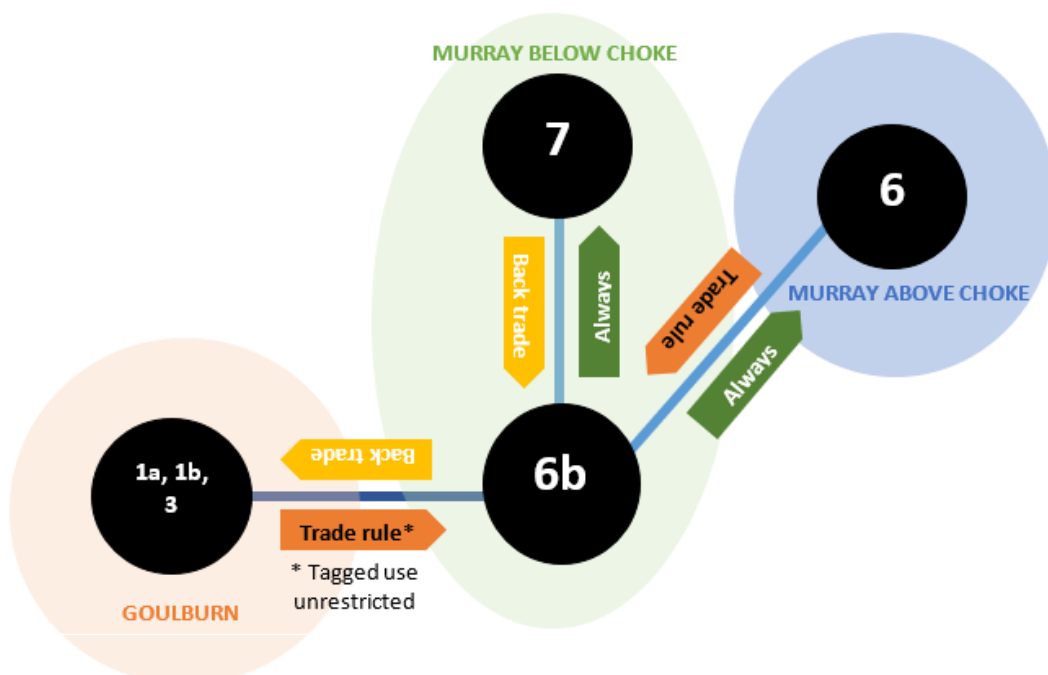 MURRAY BELOW CHOKE
7
6
MURRAY ABOVE CHOKE
Back trade
Always
Trade rule
Always
1a, 1b,
3
Back trade
6b
Trade rule*
* Tagged use
unrestricted
GOULBURN